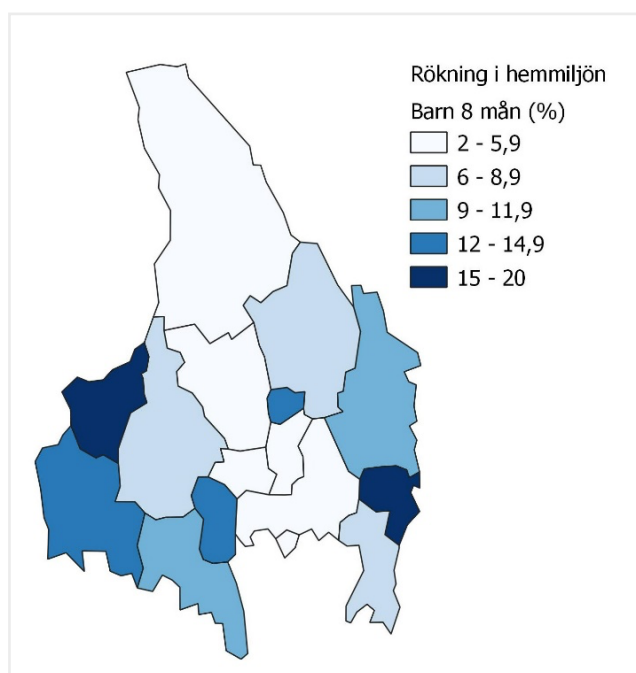 Rökning i hemmiljön
Barn 8 mån (%)
2 - 5,9
6 - 8,9
9 - 11,9
12 - 14,9
15 - 20